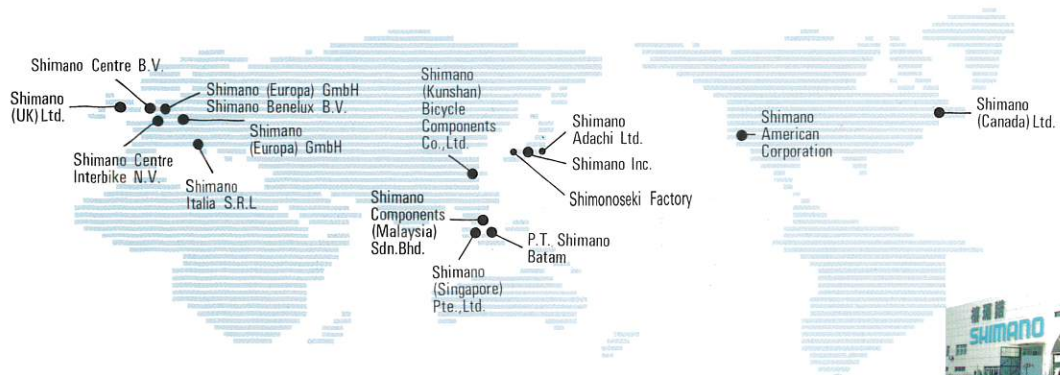 Shimano Centre B.V.
Shimano
(UK) Ltd.
Shimano (Europa) GmbH
Shimano Benelux B.V.
Shimano
(Europa) GmbH
Shimano Centre
Interbike N.V.
Shimano
Italia S.R.L
Shimano
(Kunshan)
Bicycle
Components
Co.,Ltd.
Shimano
Adachi Ltd.
Shimano Inc.
Shimonoseki Factory
Shimano
Components
(Malaysia)
Sdn.Bhd.
P.T. Shimano
Batam
Shimano
(Singapore)
Pte.,Ltd.
Shimano
American
Corporation
Shimano
(Canada) Ltd.
SHIMANO